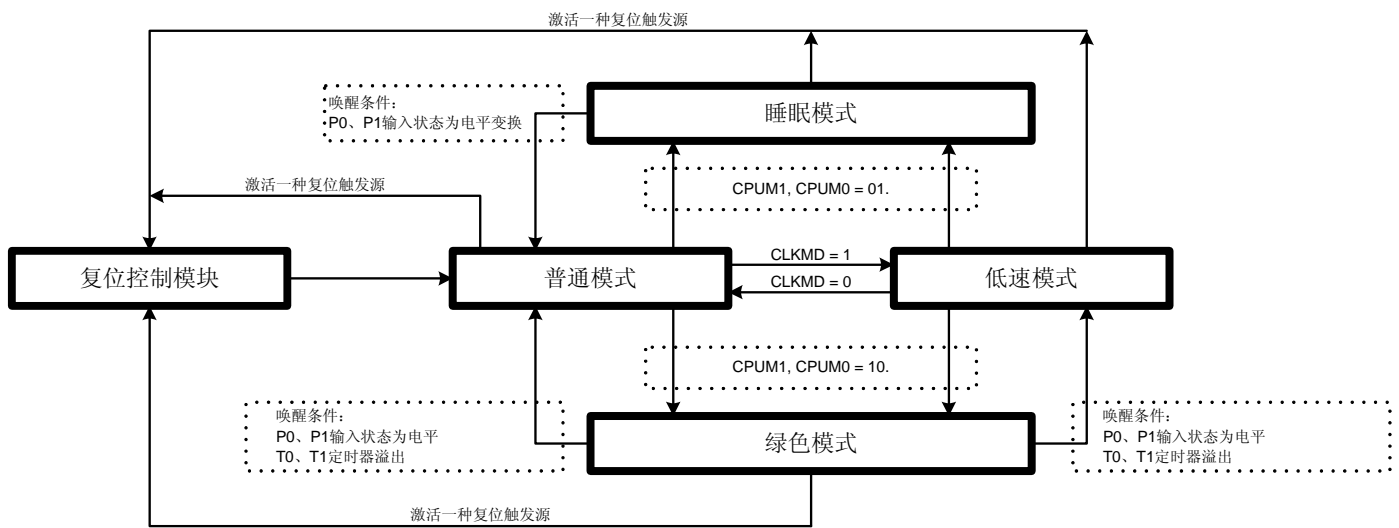 激活一种复位触发源
唤醒条件:
P0、P1输入状态为电平变换
睡眠模式
激活一种复位触发源
CPUM1, CPUM0 = 01.
复位控制模块
普通模式
CLKMD = 1
CLKMD = 0
低速模式
CPUM1, CPUM0 = 10.
唤醒条件:
P0、P1输入状态为电平
T0、T1定时器溢出
绿色模式
唤醒条件:
P0、P1输入状态为电平
T0、T1定时器溢出
激活一种复位触发源